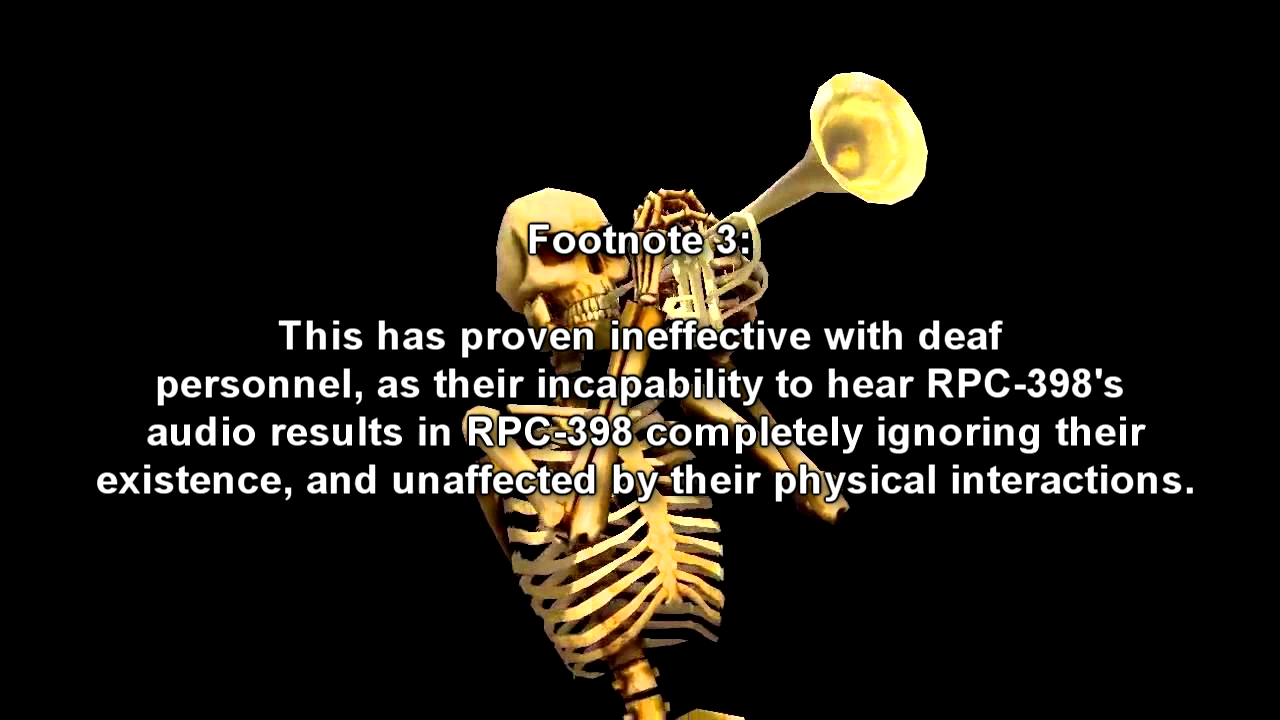 Footnote 3:
This has proven ineffective with deaf
personnel, as their incapability to hear RPC-398's
audio results in RPC-398 completely ignoring their
existence, and unaffected by their physical interactions.